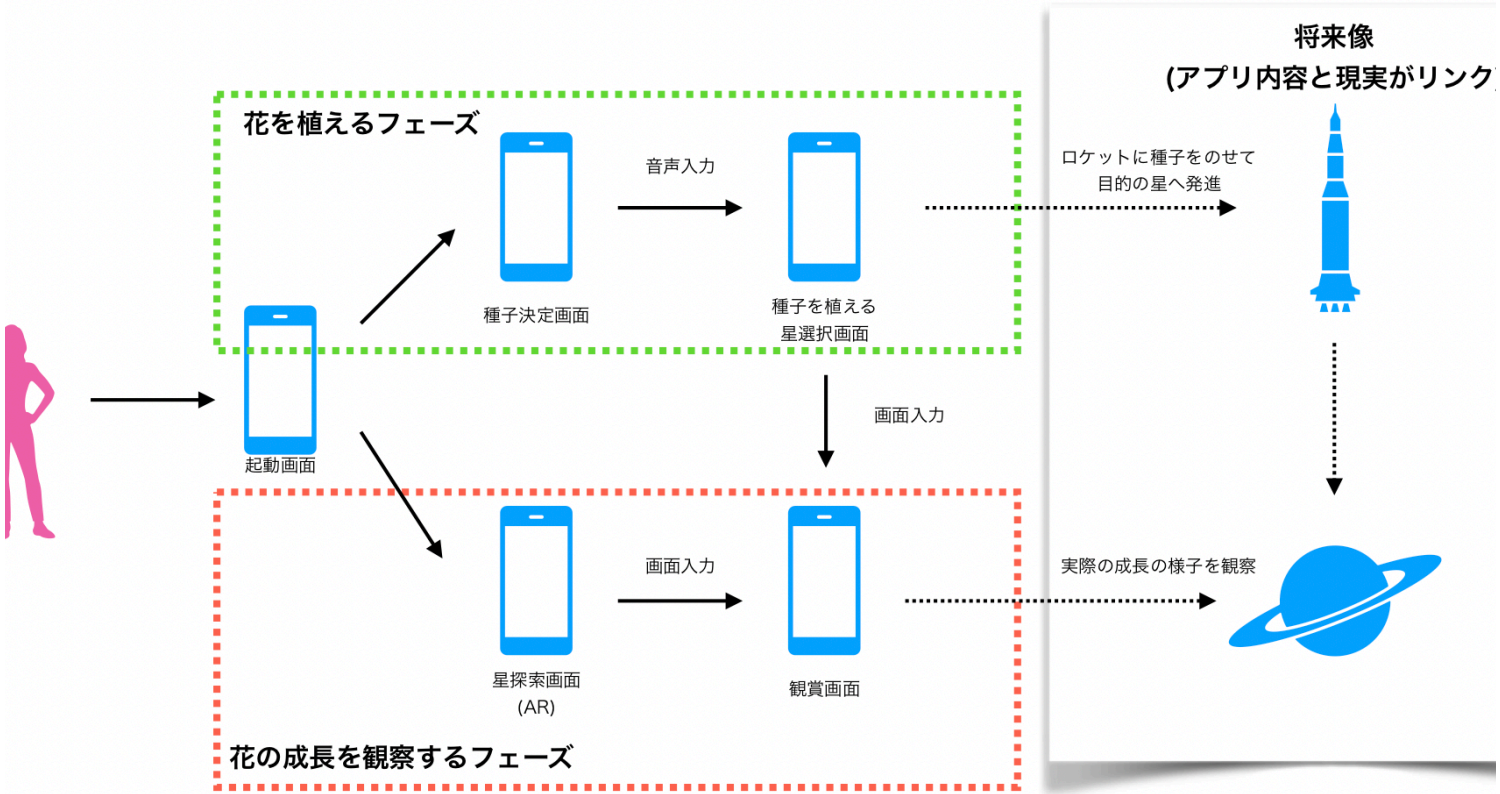 将来像
(アプリ内容と現実がリンク)
花を植えるフェーズ
音声入力
ロケットに種子をのせて
目的の星へ発進
種子決定画面
種子を植える
星選択画面
画面入力
起動画面
画面入力
実際の成長の様子を観察
星探索画面
(AR)
観賞画面
花の成長を観察するフェーズ